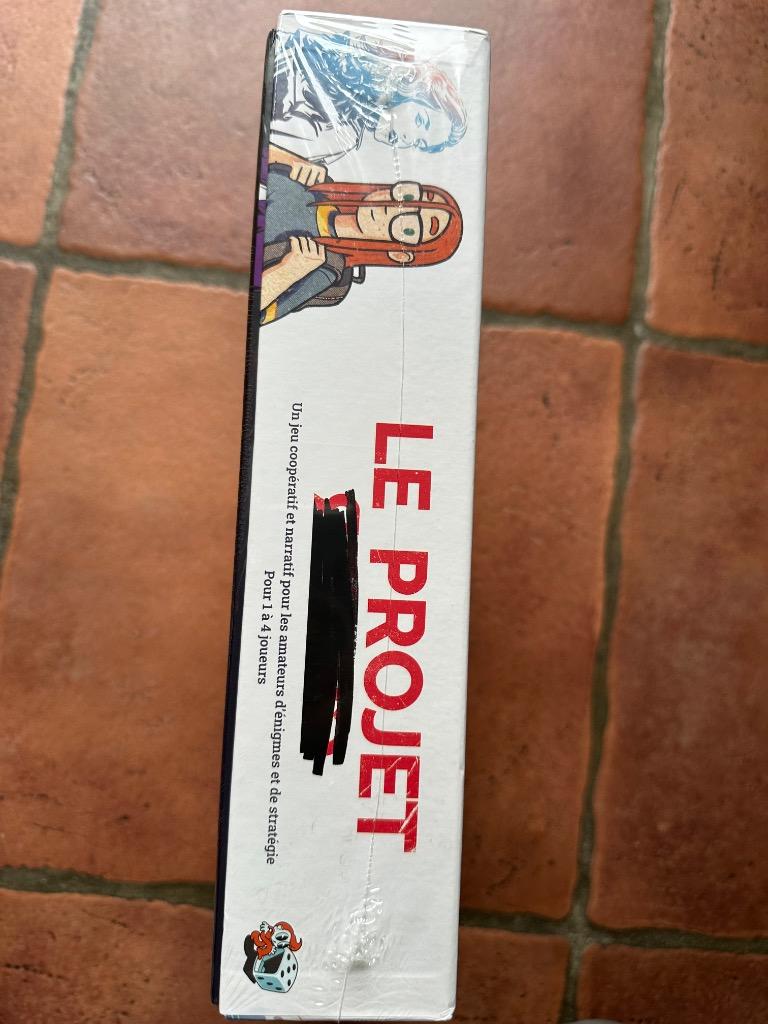 LE PROJET
Un jeu coopératif et narratif pour les amateurs d'énigmes et de stratégie
Pour 1 à 4 joueurs